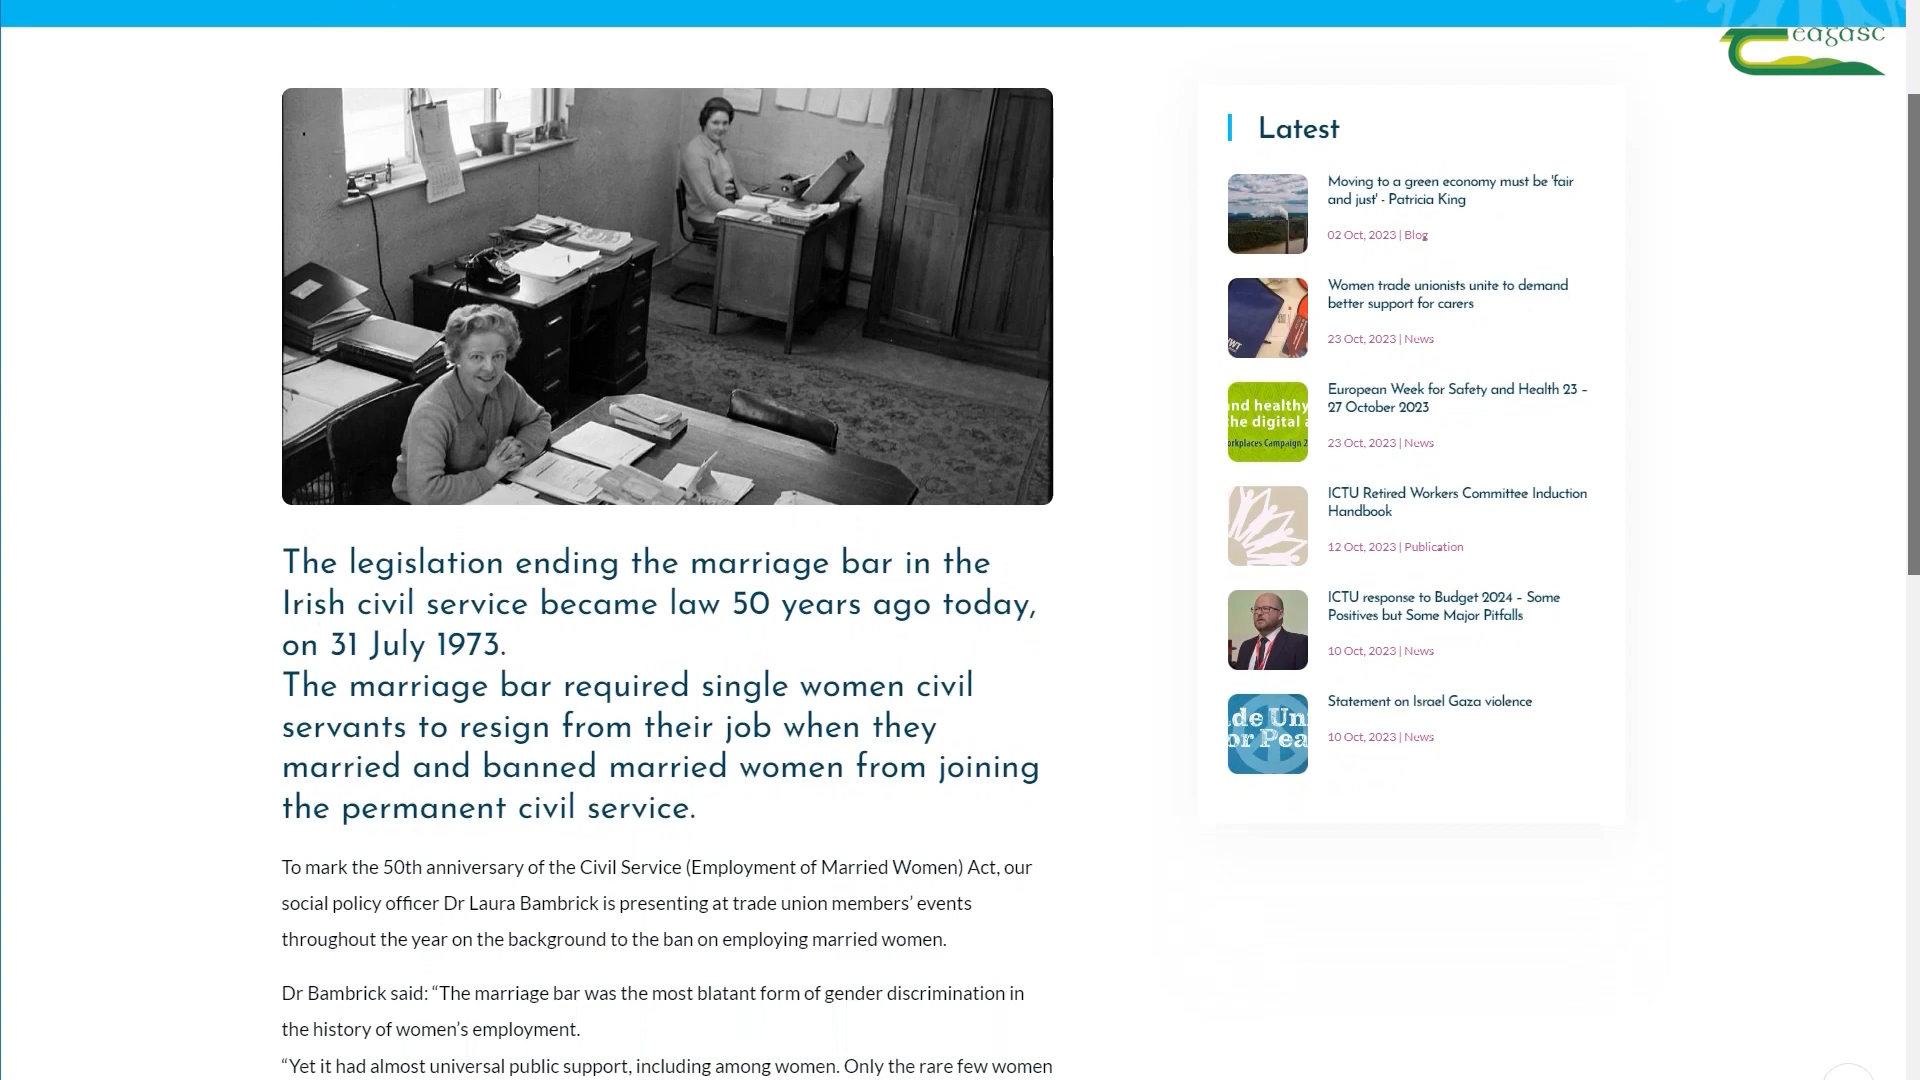 eagasc
The legislation ending the marriage bar in the
Irish civil service became law 50 years ago today,
on 31 July 1973.
The marriage bar required single women civil
servants to resign from their job when they
married and banned married women from joining
the permanent civil service.
To mark the 50th anniversary of the Civil Service (Employment of Married Women) Act, our
social policy officer Dr Laura Bambrick is presenting at trade union members’ events
throughout the year on the background to the ban on employing married women.
Dr Bambrick said: “The marriage bar was the most blatant form of gender discrimination in
the history of women’s employment.
“Yet it had almost universal public support, including among women. Only the rare few women
Latest
Moving to a green economy must be 'fair
and just' - Patricia King
02 Oct, 2023 | Blog
Women trade unionists unite to demand
better support for carers
23 Oct, 2023 | News
European Week for Safety and Health 23 –
27 October 2023
23 Oct, 2023 | News
nd healthy
he digital
orkplaces Campaign 2
ICTU Retired Workers Committee Induction
Handbook
12 Oct, 2023 | Publication
ICTU response to Budget 2024 – Some
Positives but Some Major Pitfalls
10 Oct, 2023 | News
Statement on Israel Gaza violence
10 Oct, 2023 | News
de Uni
or Pea